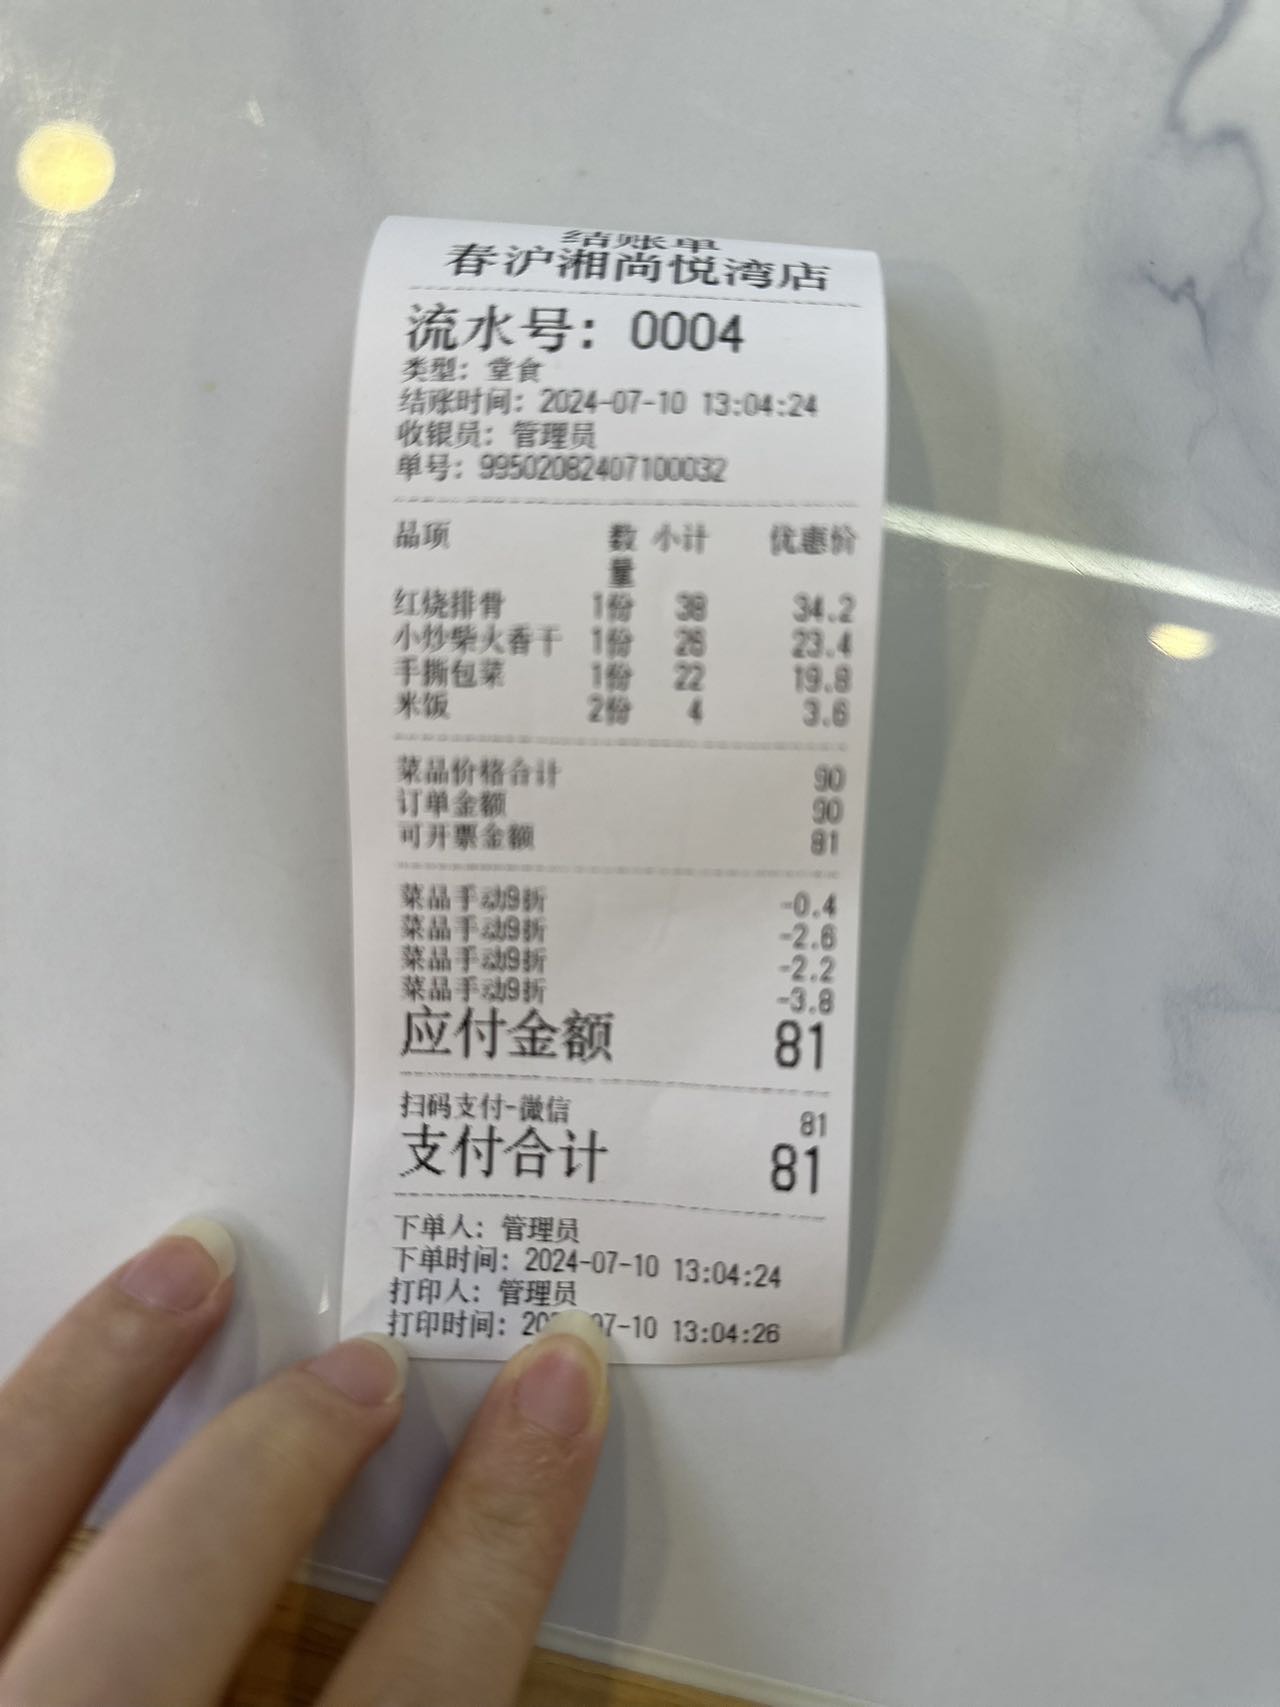 结账单
春沪湘尚悦湾店
流水号：0004
类型：堂食
结账时间：2024-07-10 13:04:24
收银员：管理员
单号：99502082407100032
品项 数量 小计 优惠价
红烧排骨 1份 38 34.2
小炒柴火香干 1份 26 23.4
手撕包菜 1份 22 19.8
米饭 2份 4 3.6
菜品价格合计 90
订单金额 90
可开票金额 81
菜品手动9折 -0.4
菜品手动9折 -2.6
菜品手动9折 -2.2
菜品手动9折 -3.8
应付金额 81
扫码支付-微信 81
支付合计 81
下单人：管理员
下单时间：2024-07-10 13:04:24
打印人：管理员
打印时间：20 07-10 13:04:26